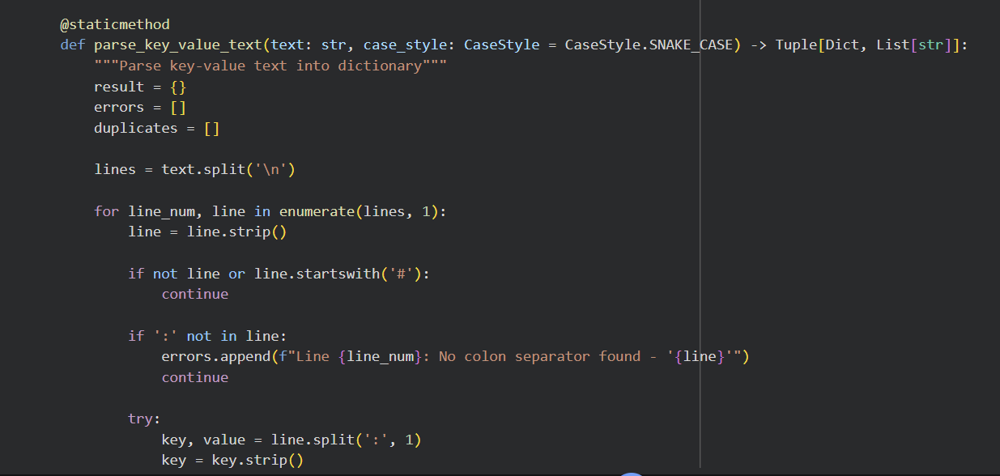 @staticmethod
def parse_key_value_text(text: str, case_style: CaseStyle = CaseStyle.SNAKE_CASE) -> Tuple[Dict, List[str]]:
    """Parse key-value text into dictionary"""
    result = {}
    errors = []
    duplicates = []

    lines = text.split('\n')

    for line_num, line in enumerate(lines, 1):
        line = line.strip()

        if not line or line.startswith('#'):
            continue

        if ':' not in line:
            errors.append(f"Line {line_num}: No colon separator found - '{line}'")
            continue

        try:
            key, value = line.split(':', 1)
            key = key.strip()